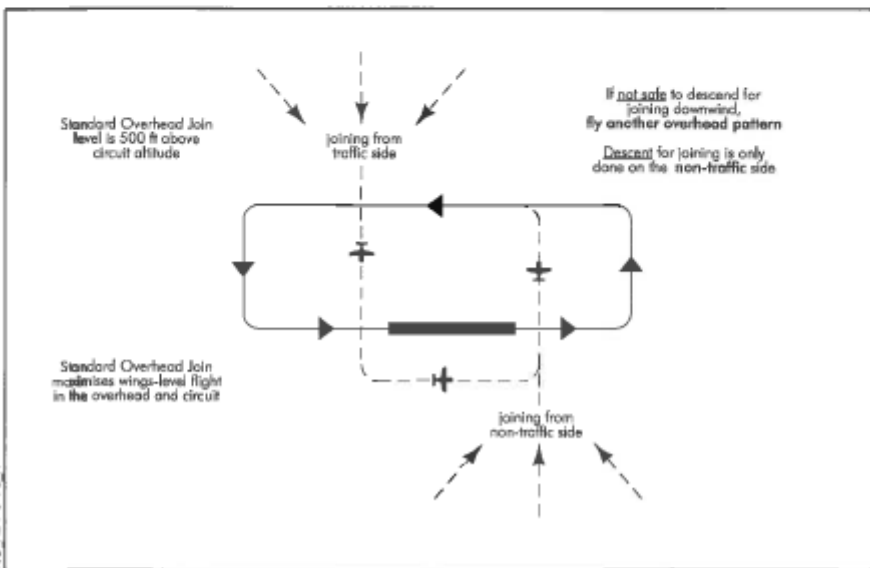 Standard Overhead Join
level is 500 ft above
circuit altitude
joining from
traffic side
If not safe to descend for
joining downwind,
fly another overhead pattern
Descent for joining is only
done on the non-traffic side
Standard Overhead Join
maximises wings-level flight
in the overhead and circuit
joining from
non-traffic side